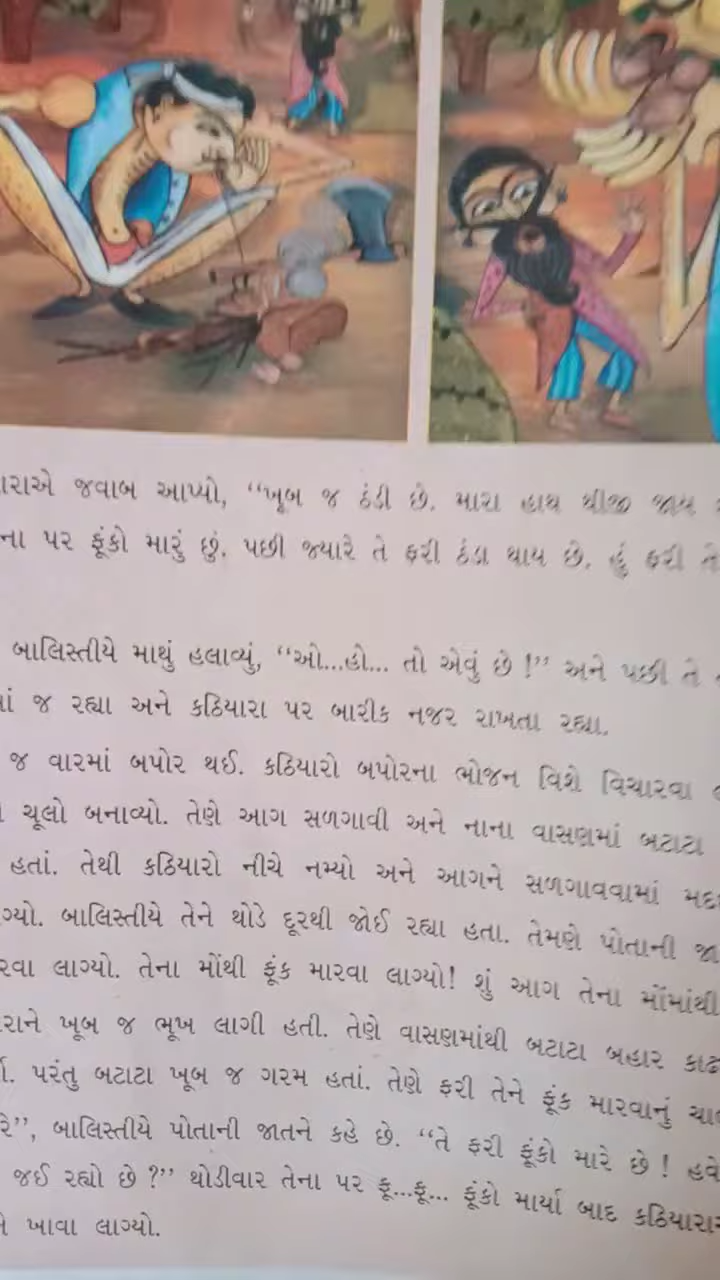 જવાબ આપ્યો, “ખૂબ જ ઠંડી છે. મારા હાથ થીજી જાય
પર ફૂંકો મારું છું. પછી જ્યારે તે ફરી ઠંડા થાય છે. હું ફરી તે
બાલિસ્તીયે માથું હલાવ્યું, “ઓ...હો... તો એવું છે !” અને પછી તે
જ રહ્યા અને કઠિયારા પર બારીક નજર રાખતા રહ્યા.
જ વારમાં બપોર થઈ. કઠિયારો બપોરના ભોજન વિશે વિચારવા
ચૂલો બનાવ્યો. તેણે આગ સળગાવી અને નાના વાસણમાં બટાટા
હતાં. તેથી કઠિયારો નીચે નમ્યો અને આગને સળગાવવામાં
બાલિસ્તીયે તેને થોડે દૂરથી જોઈ રહ્યા હતા. તેમણે પોતાની
લાગ્યો. તેના મોંથી ફૂંક મારવા લાગ્યો! શું આગ તેના મોંમાંથી
ખૂબ જ ભૂખ લાગી હતી. તેણે વાસણમાંથી બટાટા બહાર
પરંતુ બટાટા ખૂબ જ ગરમ હતાં. તેણે ફરી તેને ફૂંક મારવાનું
બાલિસ્તીયે પોતાની જાતને કહે છે. “તે ફરી ફૂંકો મારે છે ! હવે
જઈ રહ્યો છે ?” થોડીવાર તેના પર ફૂ...ફૂ... ફૂંકો માર્યા બાદ
ખાવા લાગ્યો.